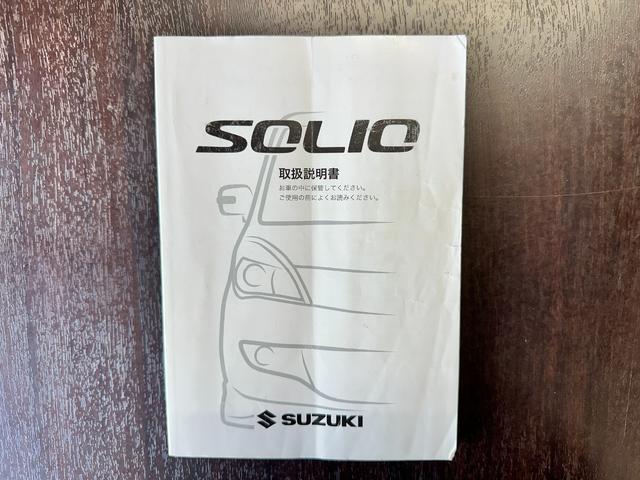 SOLIO
取扱説明書
お車の中に保管してください。
ご使用の前によくお読みください。
SUZUKI